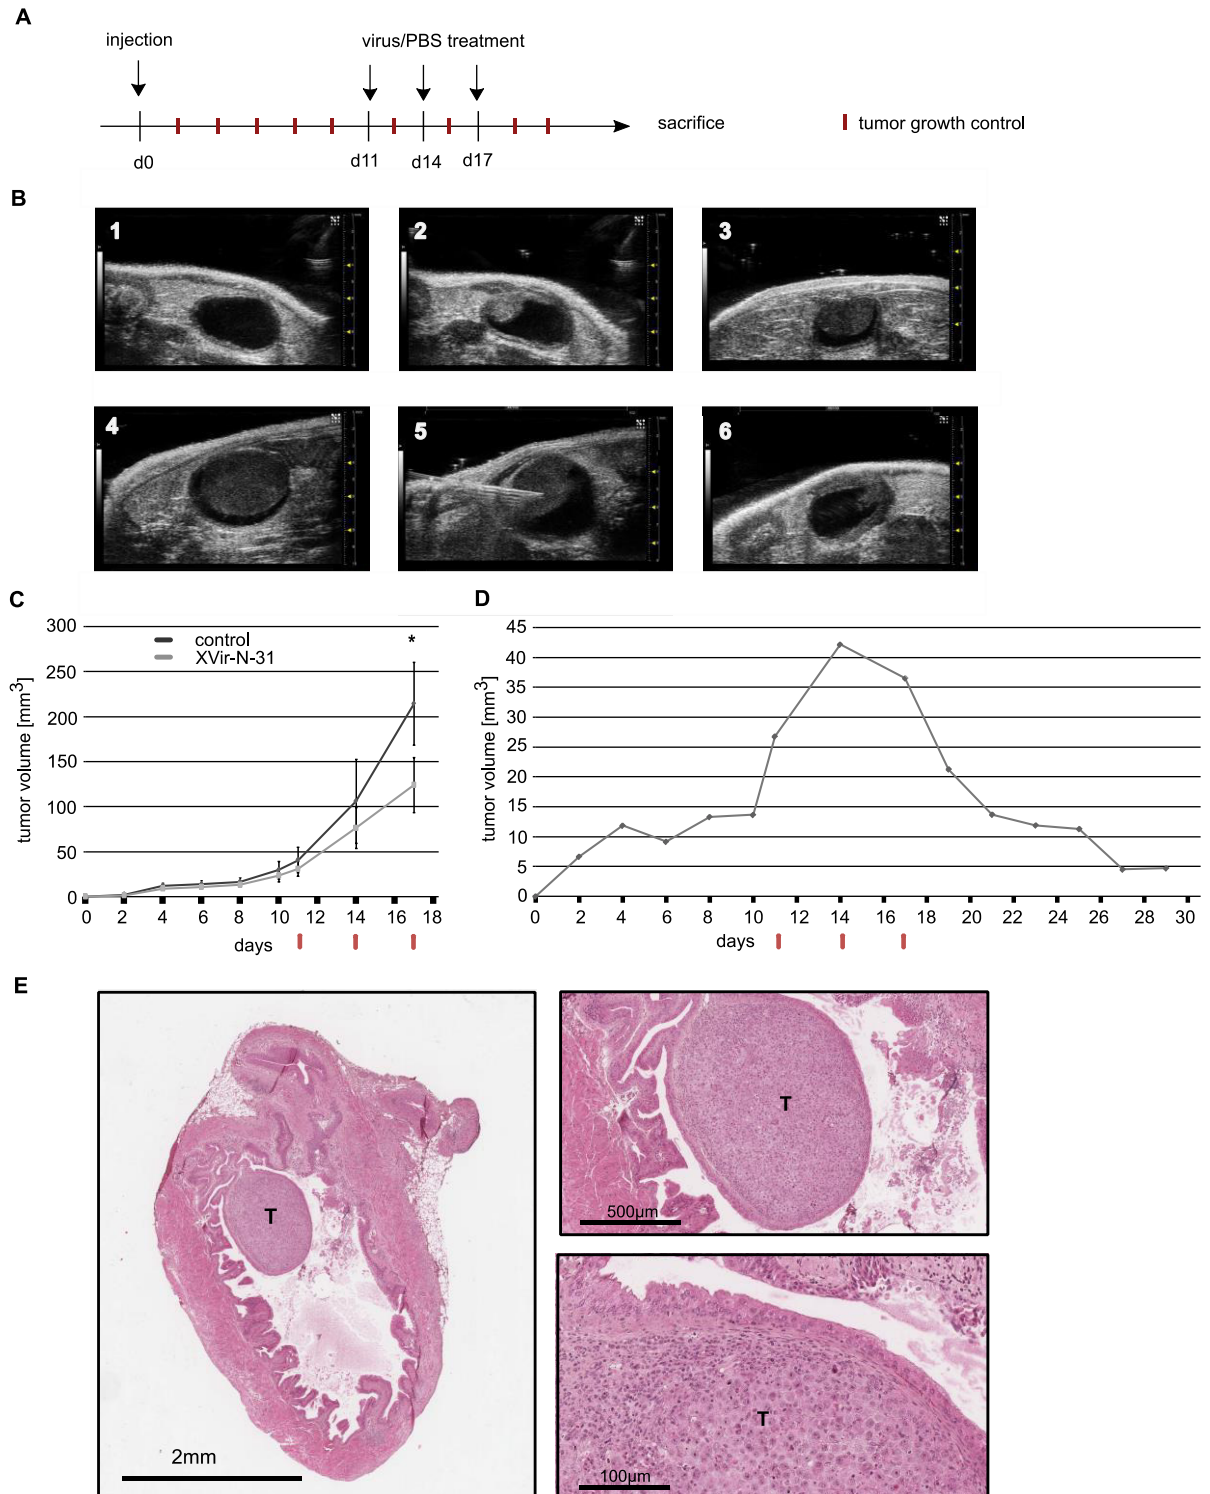 A
injection
virus/PBS treatment
d0
d11
d14
d17
sacrifice
tumor growth control
B
1
2
3
4
5
6
C
300
250
200
150
100
50
0
tumor volume [mm3]
control
XVir-N-31
*
0 2 4 6 8 10 12 14 16 18
days
D
45
40
35
30
25
20
15
10
5
0
tumor volume [mm3]
0 2 4 6 8 10 12 14 16 18 20 22 24 26 28 30
days
E
T
2mm
T
500µm
T
100µm